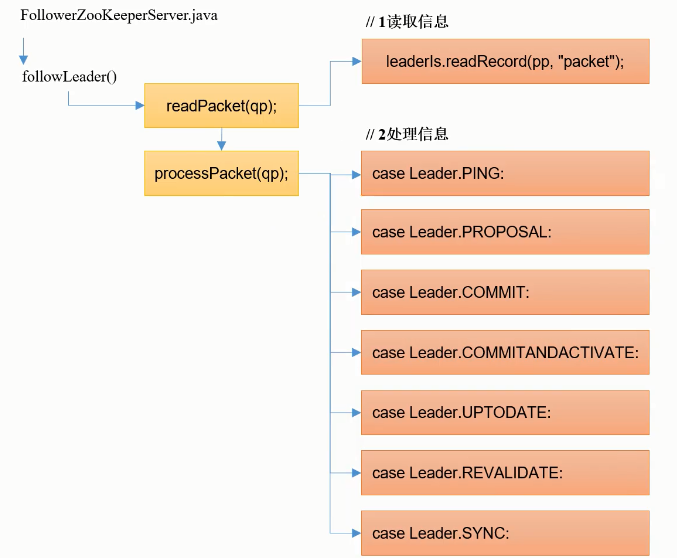 FollowerZooKeeperServer.java
followLeader()
readPacket(qp);
processPacket(qp);
// 1读取信息
leaderIs.readRecord(pp, "packet");
// 2处理信息
case Leader.PING:
case Leader.PROPOSAL:
case Leader.COMMIT:
case Leader.COMMITANDACTIVATE:
case Leader.UPTODATE:
case Leader.REVALIDATE:
case Leader.SYNC: